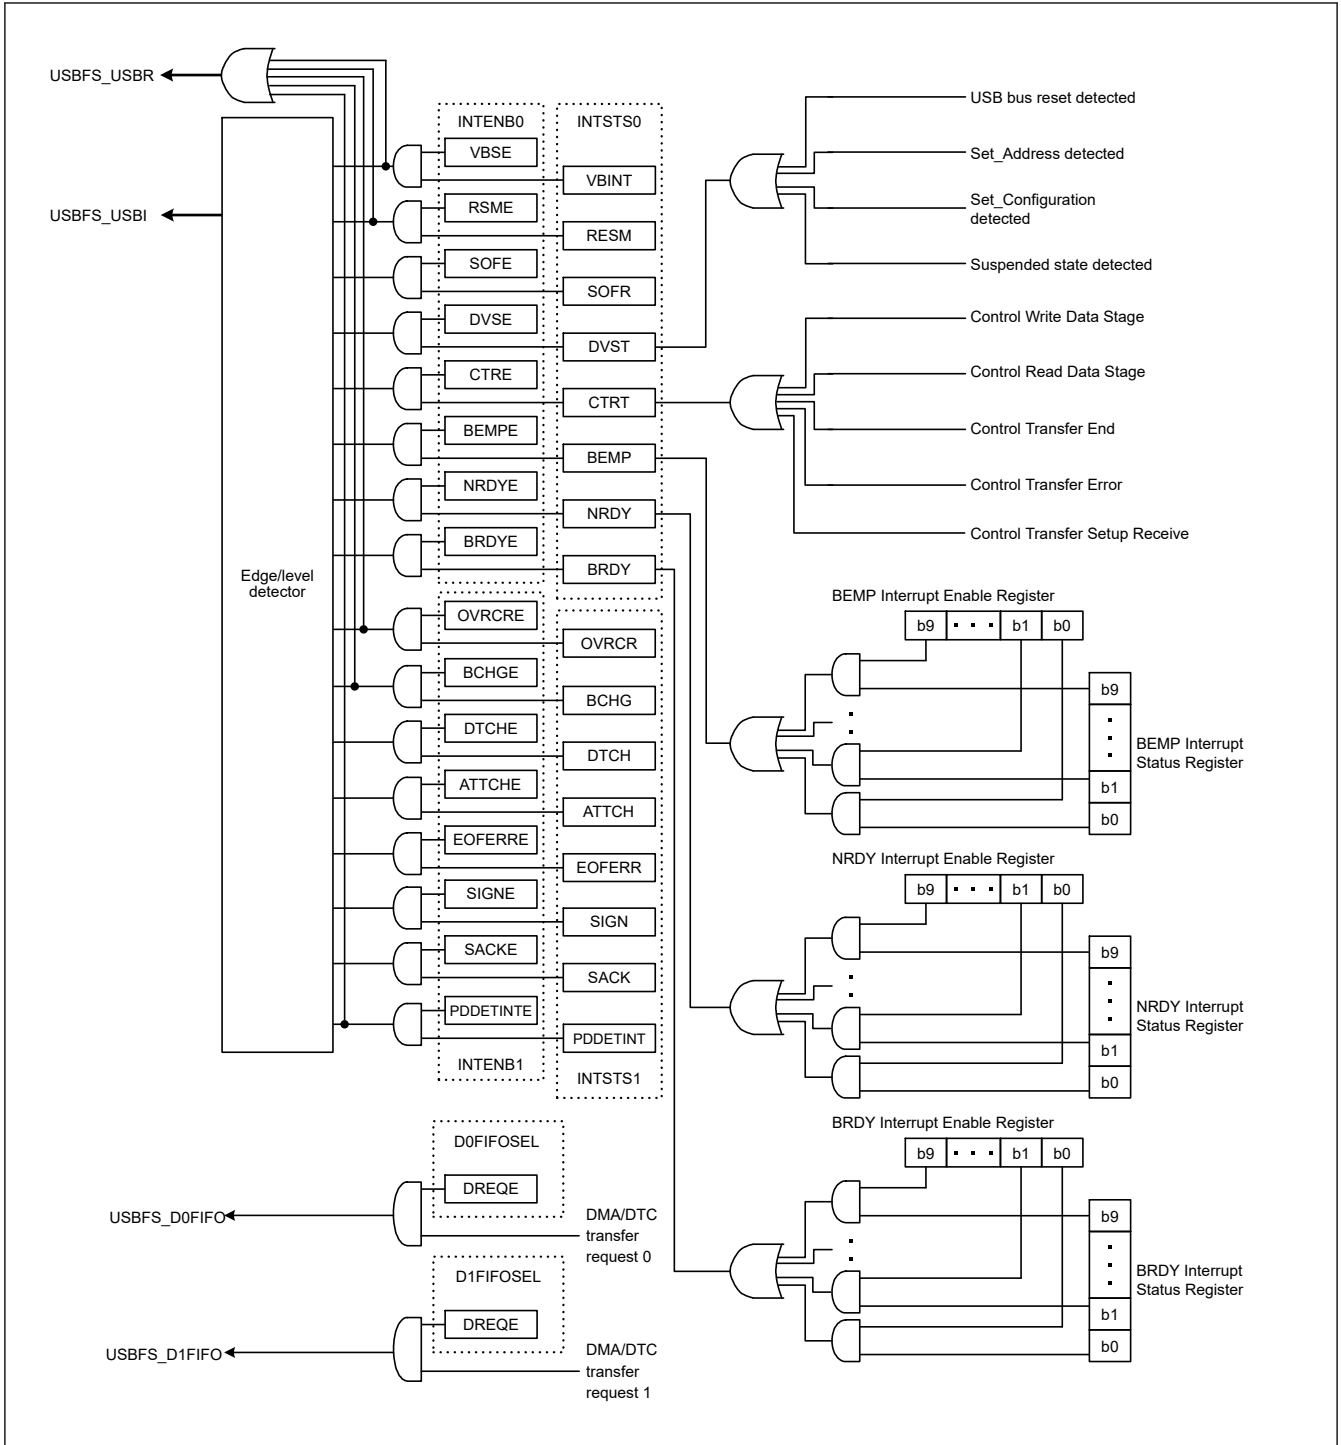 USBFS_USBR
USBFS_USBI
Edge/level
detector
INTENB0
VBSE
RSME
SOFE
DVSE
CTRE
BEMPE
NRDYE
BRDYE
OVRCRE
BCHGE
DTCHE
ATTCHE
EOFERRE
SIGNE
SACKE
PDDETINTE
INTENB1
INTSTS0
VBINT
RESM
SOFR
DVST
CTRT
BEMP
NRDY
BRDY
OVRCR
BCHG
DTCH
ATTCH
EOFERR
SIGN
SACK
PDDETINT
INTSTS1
USB bus reset detected
Set_Address detected
Set_Configuration
detected
Suspended state detected
Control Write Data Stage
Control Read Data Stage
Control Transfer End
Control Transfer Error
Control Transfer Setup Receive
BEMP Interrupt Enable Register
b9 · · · b1 b0
b9
b1
b0
BEMP Interrupt
Status Register
NRDY Interrupt Enable Register
b9 · · · b1 b0
b9
b1
b0
NRDY Interrupt
Status Register
BRDY Interrupt Enable Register
b9 · · · b1 b0
b9
b1
b0
BRDY Interrupt
Status Register
D0FIFOSEL
DREQE
USBFS_D0FIFO
DMA/DTC
transfer
request 0
D1FIFOSEL
DREQE
USBFS_D1FIFO
DMA/DTC
transfer
request 1